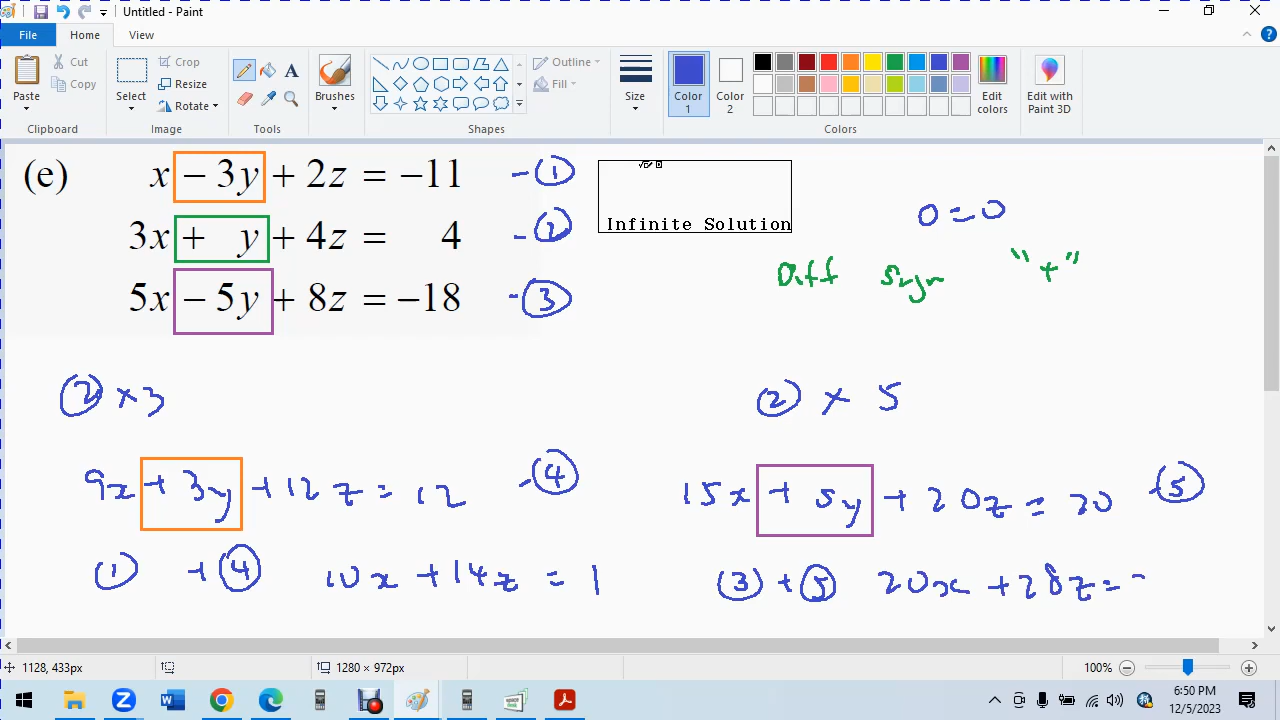 Untitled - Paint
File Home View
Paste Cut Copy Clipboard
Select Crop Resize Rotate Image
Tools
Brushes
Outline Fill Shapes
Size
Color 1 Color 2 Edit colors Colors
Edit with Paint 3D
(e) x - 3y + 2z = -11 -①
3x + y + 4z = 4 -②
5x - 5y + 8z = -18 -③
Infinite Solution
0 = 0
Diff Sign "+"
② × 3
9x + 3y + 12z = 12 -④
① + ④ 10x + 14z = 1
② × 5
15x + 5y + 20z = 20 -⑤
③ + ⑤ 20x + 28z =
1128, 433px
1280 × 972px
100%
6:50 PM
12/5/2023